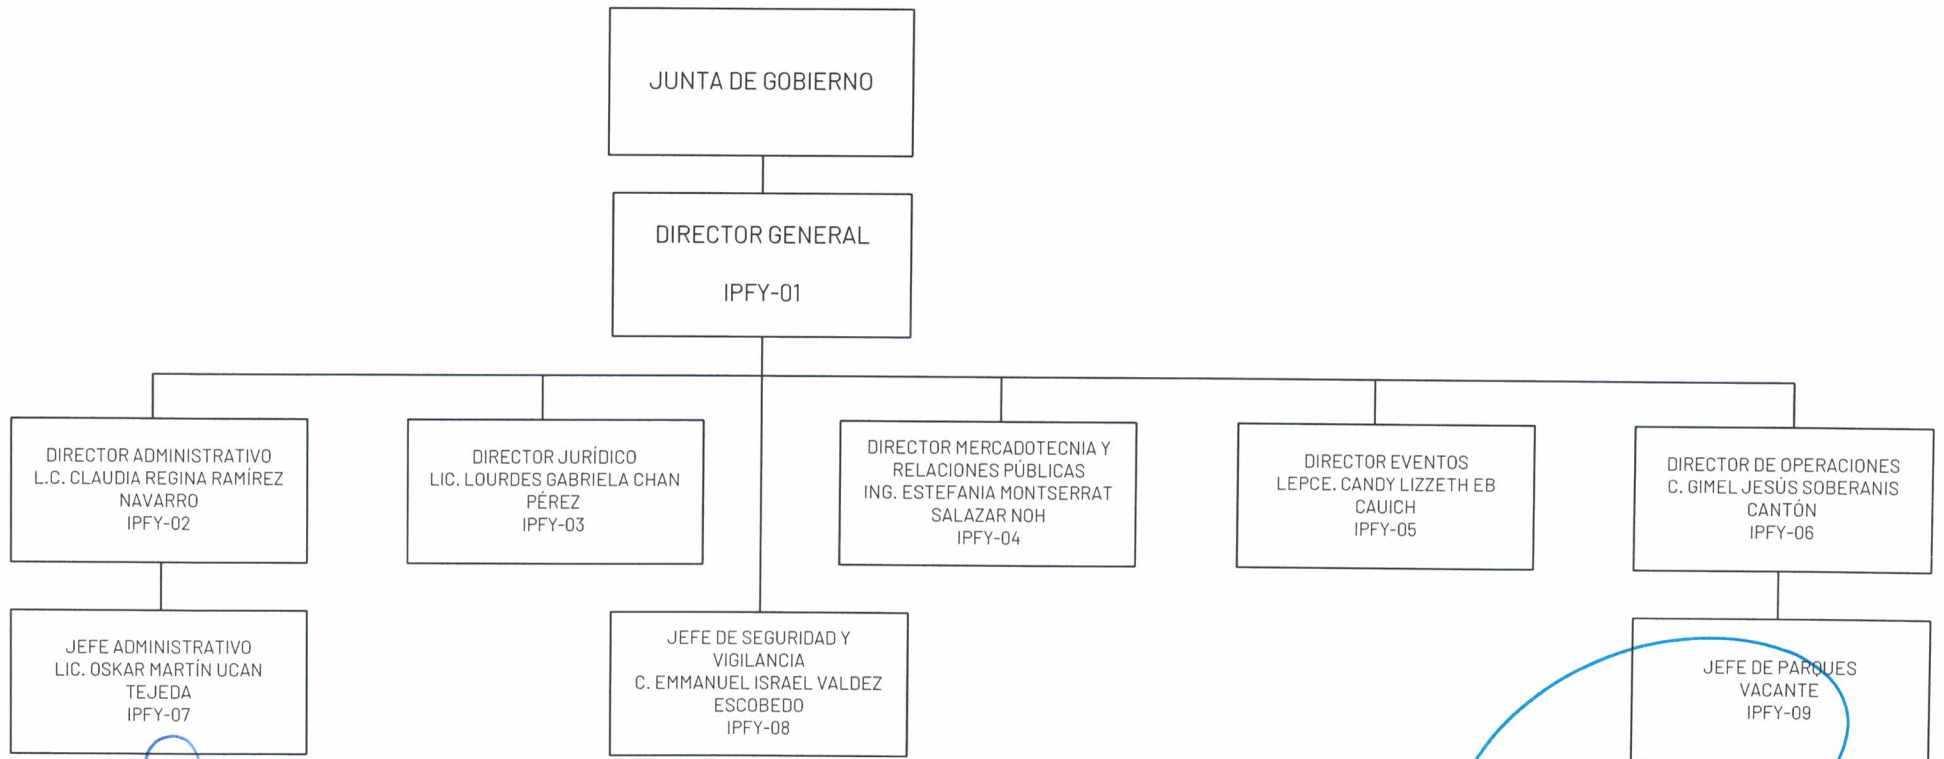 JUNTA DE GOBIERNO
DIRECTOR GENERAL
IPFY-01
DIRECTOR ADMINISTRATIVO
L.C. CLAUDIA REGINA RAMÍREZ
NAVARRO
IPFY-02
DIRECTOR JURÍDICO
LIC. LOURDES GABRIELA CHAN
PÉREZ
IPFY-03
DIRECTOR MERCADOTECNIA Y
RELACIONES PÚBLICAS
ING. ESTEFANIA MONTSERRAT
SALAZAR NOH
IPFY-04
DIRECTOR EVENTOS
LEPCE. CANDY LIZZETH EB
CAUICH
IPFY-05
DIRECTOR DE OPERACIONES
C. GIMEL JESÚS SOBERANIS
CANTÓN
IPFY-06
JEFE ADMINISTRATIVO
LIC. OSKAR MARTÍN UCAN
TEJEDA
IPFY-07
JEFE DE SEGURIDAD Y
VIGILANCIA
C. EMMANUEL ISRAEL VALDEZ
ESCOBEDO
IPFY-08
JEFE DE PARQUES
VACANTE
IPFY-09